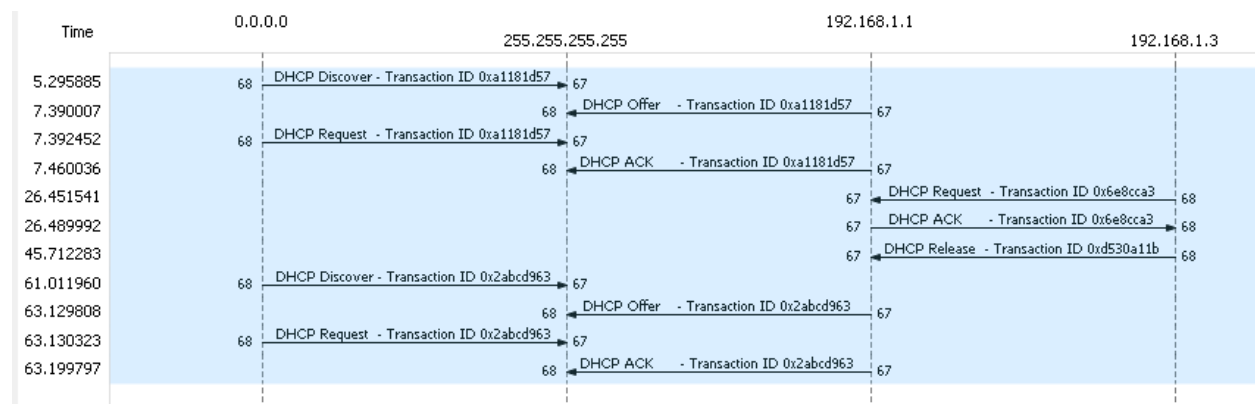 Time 0.0.0.0 192.168.1.1
255.255.255.255 192.168.1.3
5.295885 68 DHCP Discover - Transaction ID 0xa1181d57 67
7.390007 68 DHCP Offer - Transaction ID 0xa1181d57 67
7.392452 68 DHCP Request - Transaction ID 0xa1181d57 67
7.460036 68 DHCP ACK - Transaction ID 0xa1181d57 67
26.451541 67 DHCP Request - Transaction ID 0x6e8cca3 68
26.489992 67 DHCP ACK - Transaction ID 0x6e8cca3 68
45.712283 67 DHCP Release - Transaction ID 0xd530a11b 68
61.011960 68 DHCP Discover - Transaction ID 0x2abcd963 67
63.129808 68 DHCP Offer - Transaction ID 0x2abcd963 67
63.130323 68 DHCP Request - Transaction ID 0x2abcd963 67
63.199797 68 DHCP ACK - Transaction ID 0x2abcd963 67